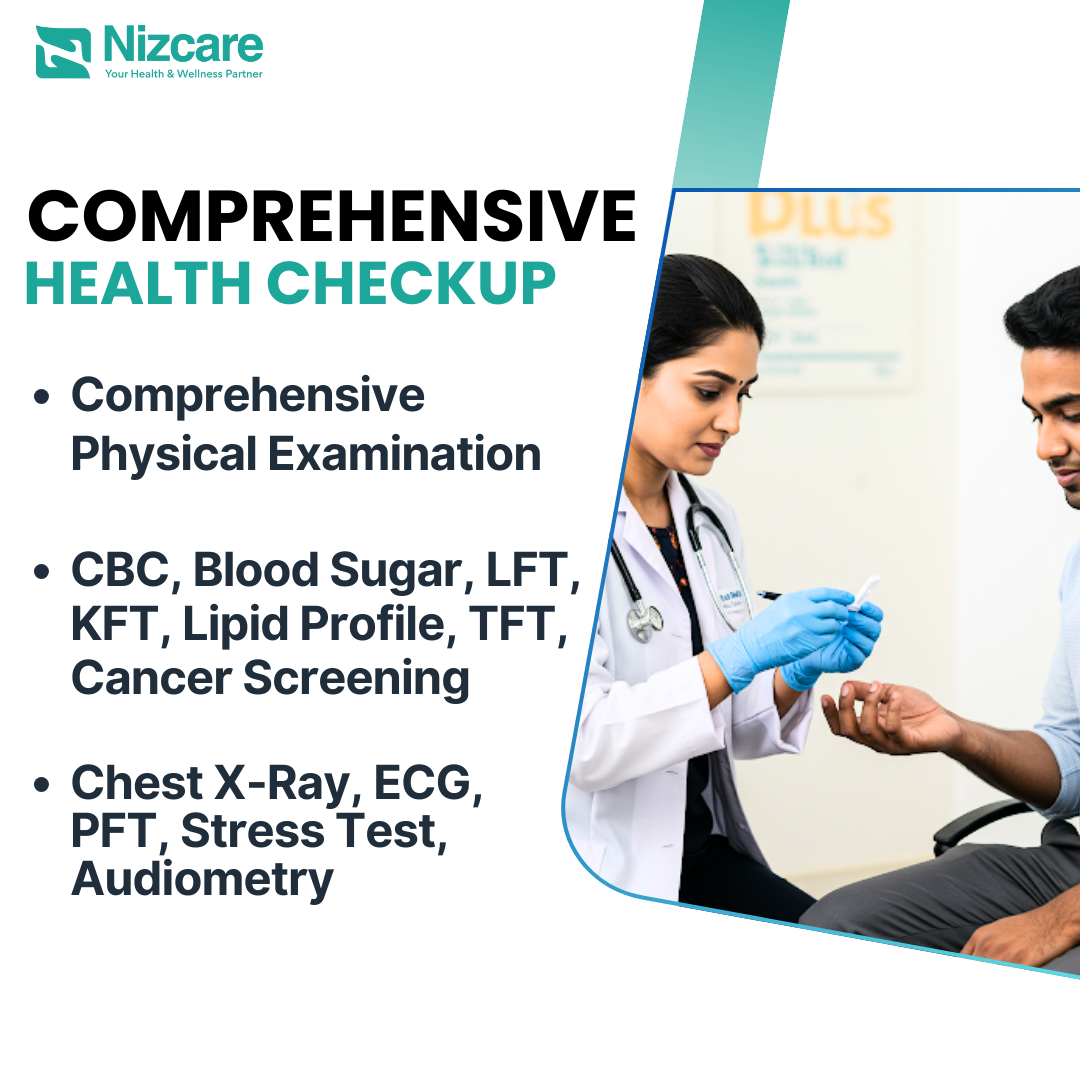 Nizcare
Your Health & Wellness Partner
COMPREHENSIVE
HEALTH CHECKUP
• Comprehensive
Physical Examination
• CBC, Blood Sugar, LFT,
KFT, Lipid Profile, TFT,
Cancer Screening
• Chest X-Ray, ECG,
PFT, Stress Test,
Audiometry
PLUS